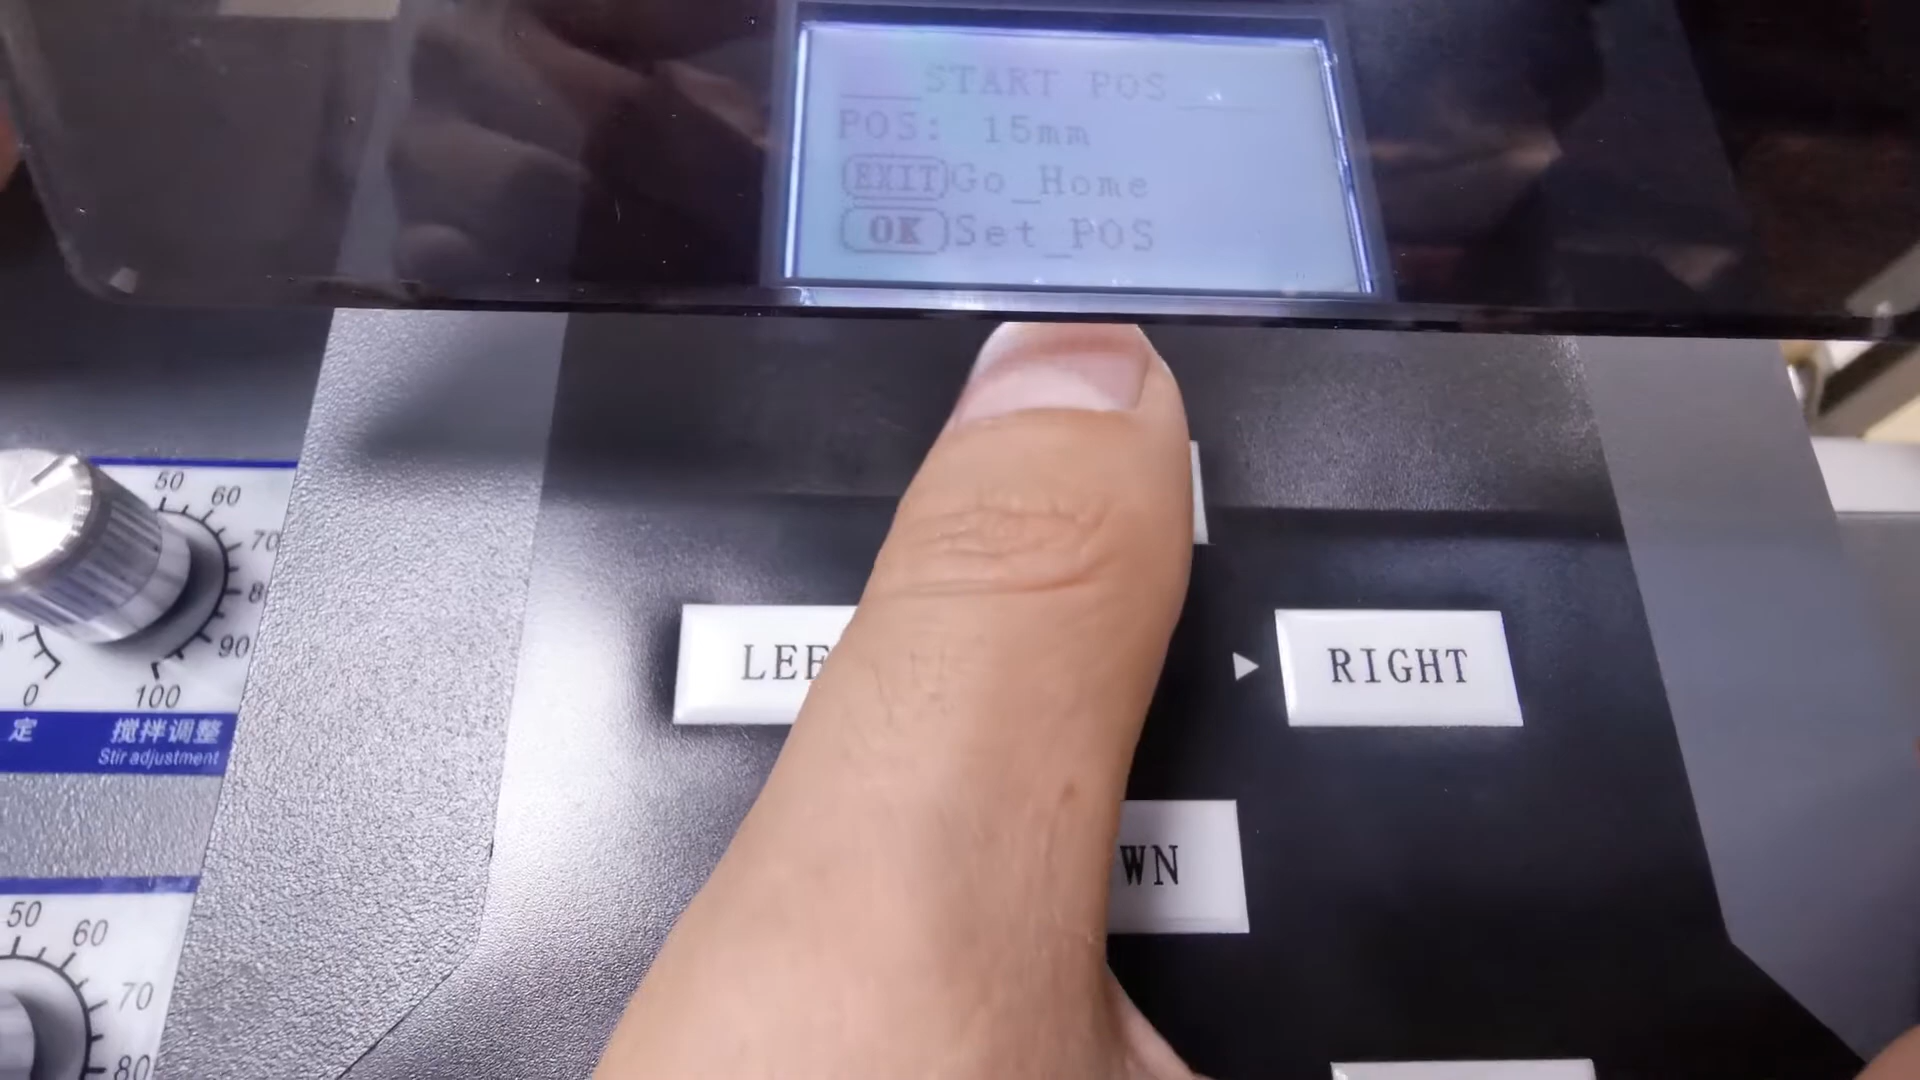 START POS
POS: 15mm
EXIT Go_Home
OK Set_POS
50
60
70
80
90
100
0
定
搅拌调整
Stir adjustment
RIGHT
50
60
70
80